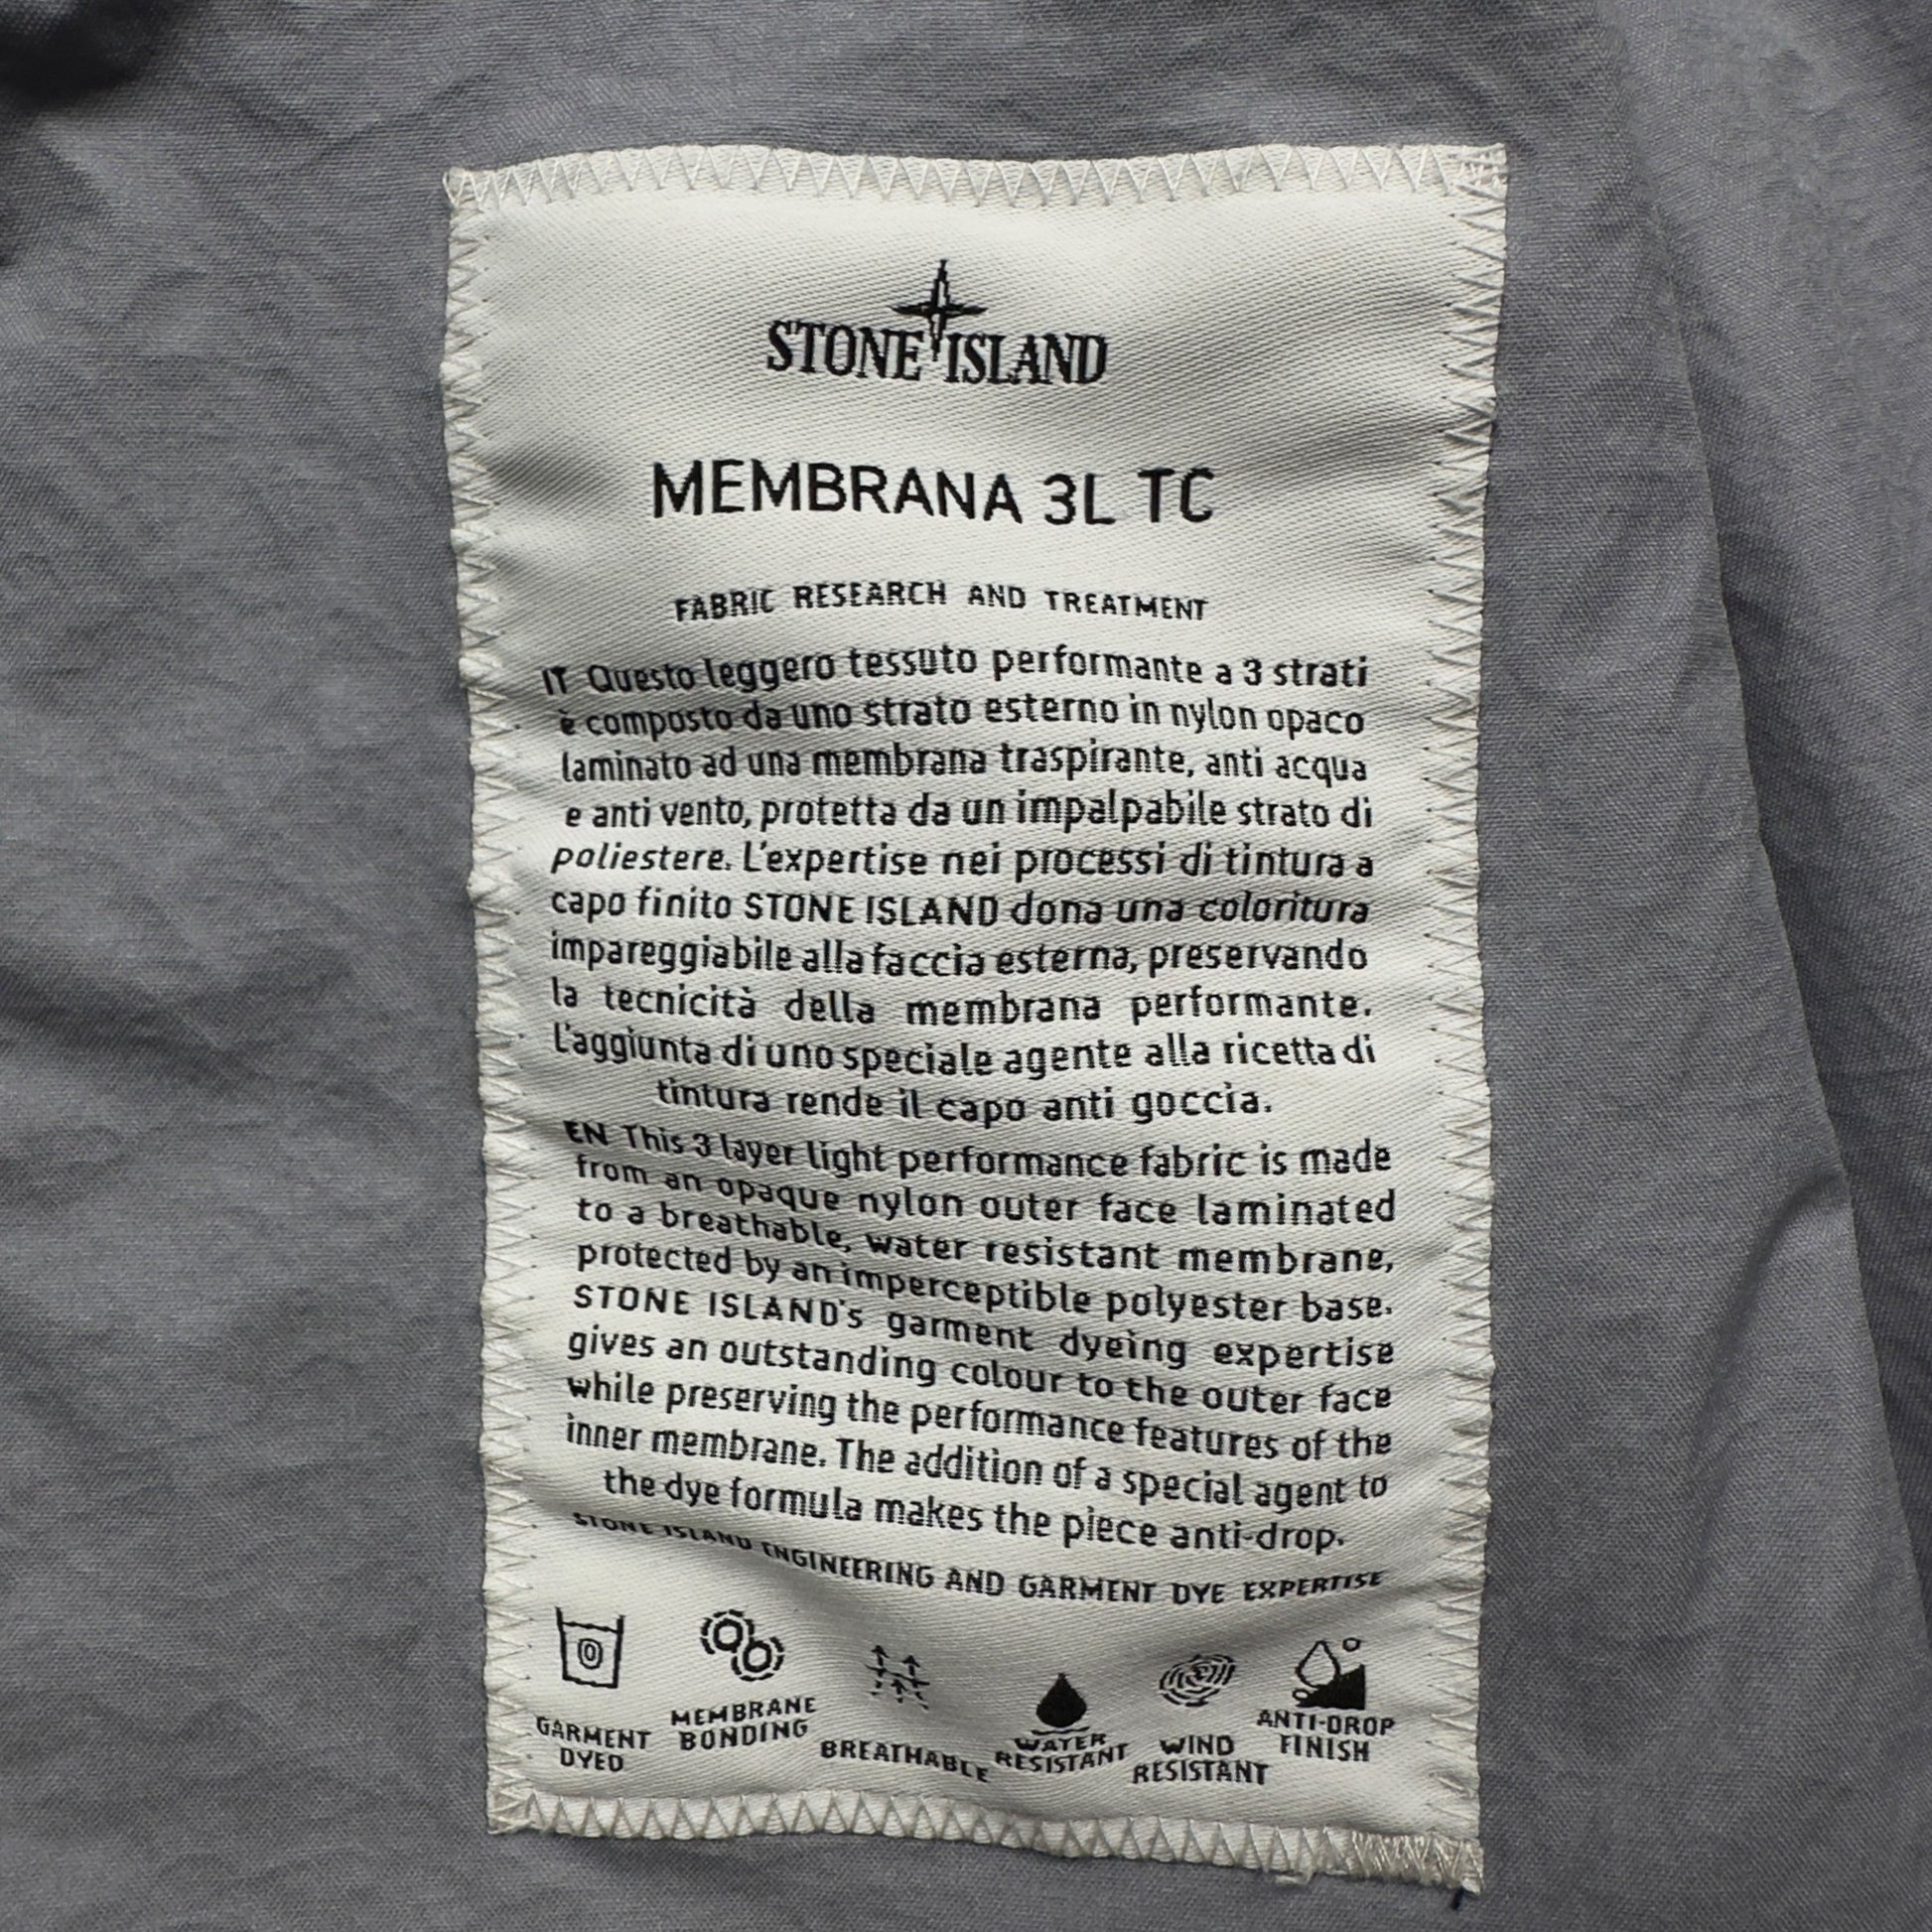 STONE ISLAND
MEMBRANA 3L TC
FABRIC RESEARCH AND TREATMENT
IT Questo leggero tessuto performante a 3 strati
è composto da uno strato esterno in nylon opaco
laminato ad una membrana traspirante, anti acqua
e anti vento, protetta da un impalpabile strato di
poliestere. L'expertise nei processi di tintura a
capo finito STONE ISLAND dona una coloritura
impareggiabile alla faccia esterna, preservando
la tecnicità della membrana performante.
L'aggiunta di uno speciale agente alla ricetta di
tintura rende il capo anti goccia.
EN This 3 layer light performance fabric is made
from an opaque nylon outer face laminated
to a breathable, water resistant membrane,
protected by an imperceptible polyester base.
STONE ISLAND's garment dyeing expertise
gives an outstanding colour to the outer face
while preserving the performance features of the
inner membrane. The addition of a special agent to
the dye formula makes the piece anti-drop.
STONE ISLAND ENGINEERING AND GARMENT DYE EXPERTISE
GARMENT
DYED
MEMBRANE
BONDING
BREATHABLE
WATER
RESISTANT
WIND
RESISTANT
ANTI-DROP
FINISH